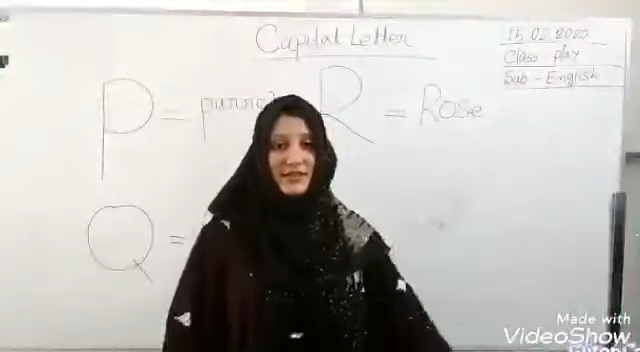 Capital Letter
15.02.2020
Class - play
Sub - English
P =
R = Rose
Q =
Made with
VideoShow